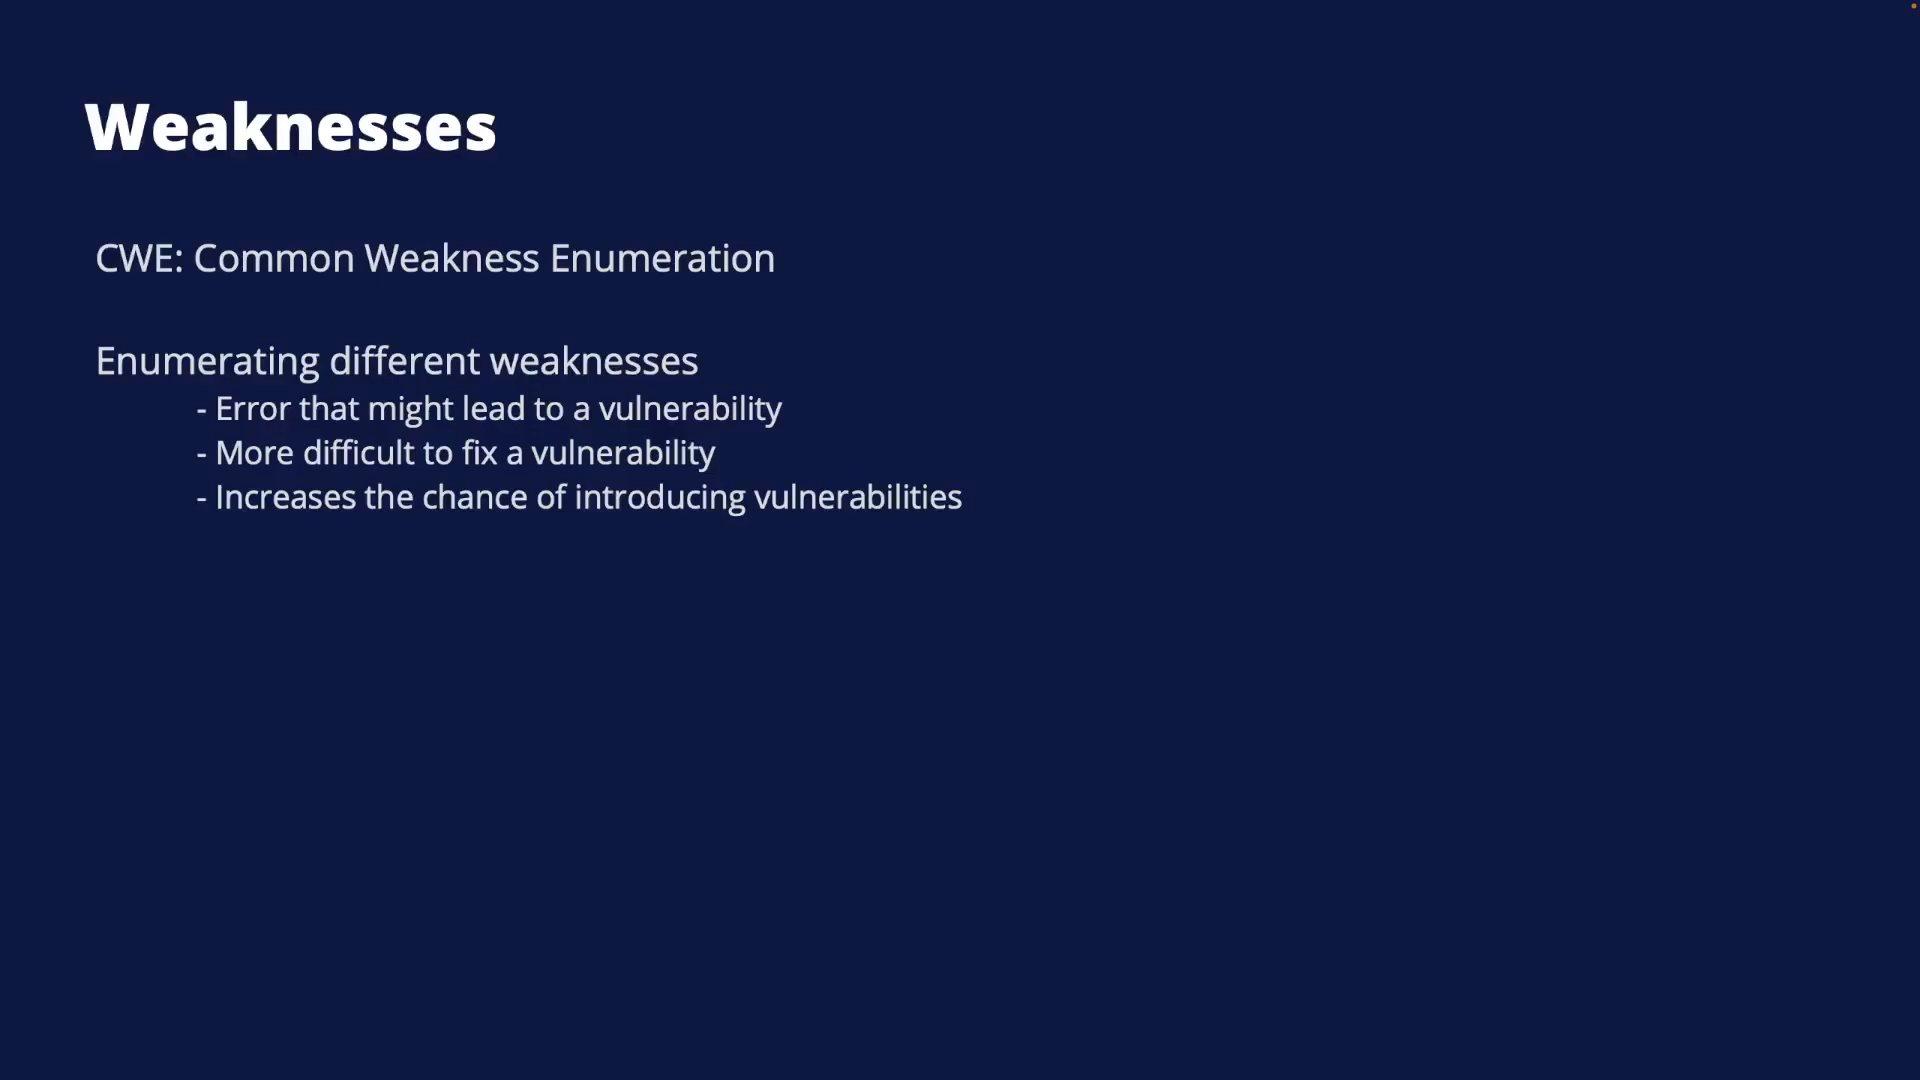 Weaknesses
CWE: Common Weakness Enumeration
Enumerating different weaknesses
- Error that might lead to a vulnerability
- More difficult to fix a vulnerability
- Increases the chance of introducing vulnerabilities